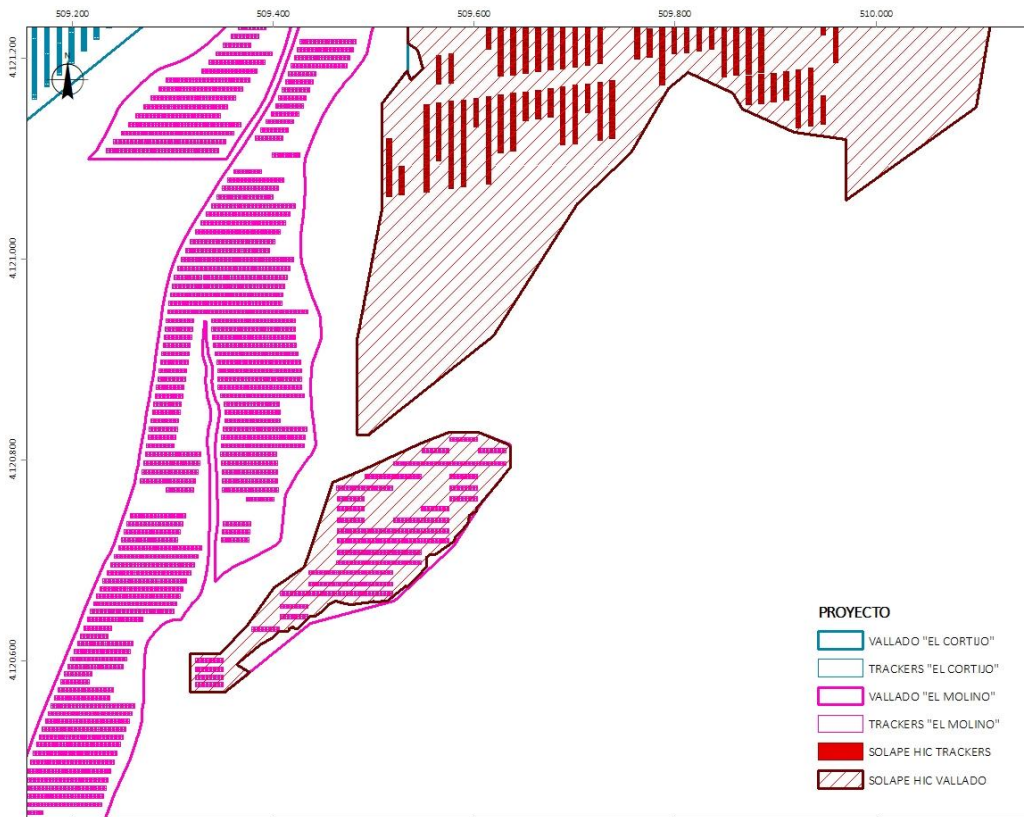 509.200 509.400 509.600 509.800 510.000
4.121.200
N
4.121.000
4.120.800
4.120.600
PROYECTO
VALLADO "EL CORTIJO"
TRACKERS "EL CORTIJO"
VALLADO "EL MOLINO"
TRACKERS "EL MOLINO"
SOLAPE HIC TRACKERS
SOLAPE HIC VALLADO